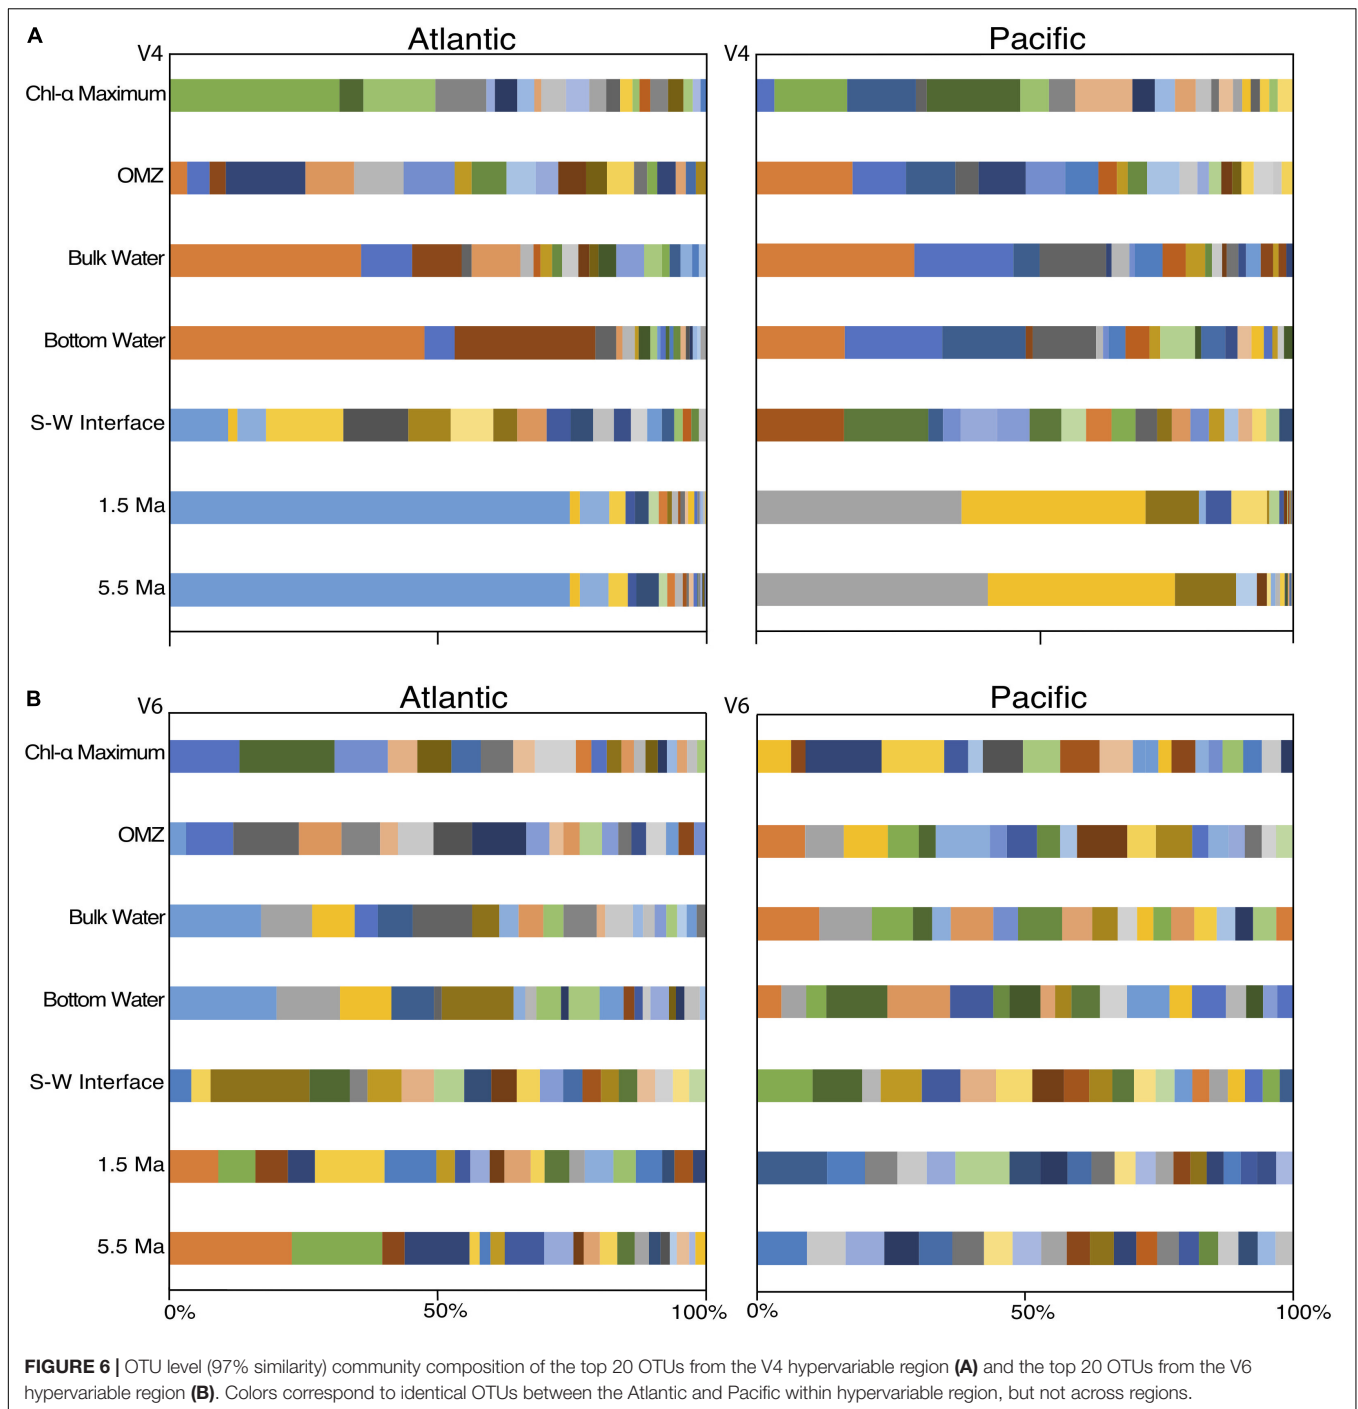 A
Atlantic
Pacific
V4
V4
Chl-α Maximum
OMZ
Bulk Water
Bottom Water
S-W Interface
1.5 Ma
5.5 Ma
B
Atlantic
Pacific
V6
V6
Chl-α Maximum
OMZ
Bulk Water
Bottom Water
S-W Interface
1.5 Ma
5.5 Ma
0% 50% 100% 0% 50% 100%
FIGURE 6 | OTU level (97% similarity) community composition of the top 20 OTUs from the V4 hypervariable region (A) and the top 20 OTUs from the V6
hypervariable region (B). Colors correspond to identical OTUs between the Atlantic and Pacific within hypervariable region, but not across regions.